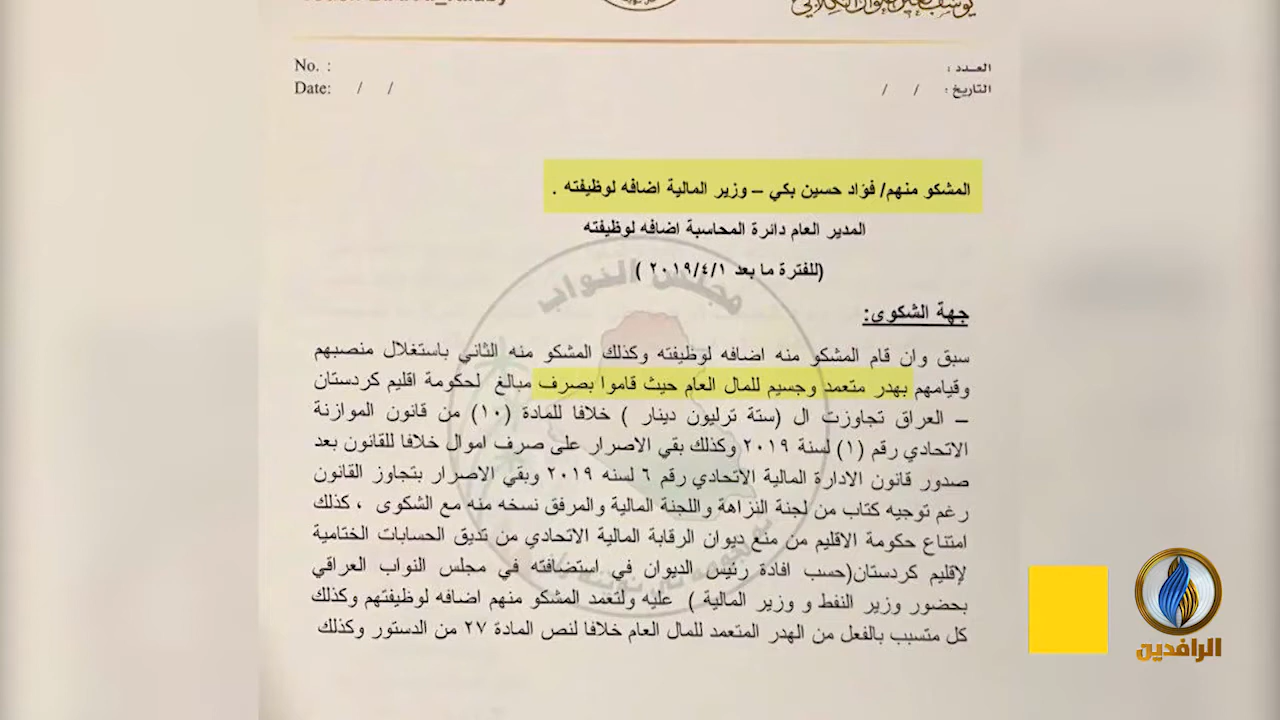 No. :
العدد :
Date: / /
التاريخ : / /
المشكو منهم/ فؤاد حسين بكي – وزير المالية اضافه لوظيفته .
المدير العام دائرة المحاسبة اضافه لوظيفته
(للفترة ما بعد ٢٠١٩/٤/١ )
جهة الشكوى:
سبق وان قام المشكو منه اضافه لوظيفته وكذلك المشكو منه الثاني باستغلال منصبهم
وقيامهم بهدر متعمد وجسيم للمال العام حيث قاموا بصرف مبالغ لحكومة اقليم كردستان
– العراق تجاوزت ال (ستة ترليون دينار ) خلافا للمادة (١٠) من قانون الموازنة
الاتحادي رقم (١) لسنة ٢٠١٩ وكذلك بقي الاصرار على صرف اموال خلافا للقانون بعد
صدور قانون الادارة المالية الاتحادي رقم ٦ لسنه ٢٠١٩ وبقي الاصرار بتجاوز القانون
رغم توجيه كتاب من لجنة النزاهة واللجنة المالية والمرفق نسخه منه مع الشكوى ، كذلك
امتناع حكومة الاقليم من منع ديوان الرقابة المالية الاتحادي من تديق الحسابات الختامية
لإقليم كردستان(حسب افادة رئيس الديوان في استضافته في مجلس النواب العراقي
بحضور وزير النفط و وزير المالية ) عليه ولتعمد المشكو منهم اضافه لوظيفتهم وكذلك
كل متسبب بالفعل من الهدر المتعمد للمال العام خلافا لنص المادة ٢٧ من الدستور وكذلك
مجلس النواب
الرافدين